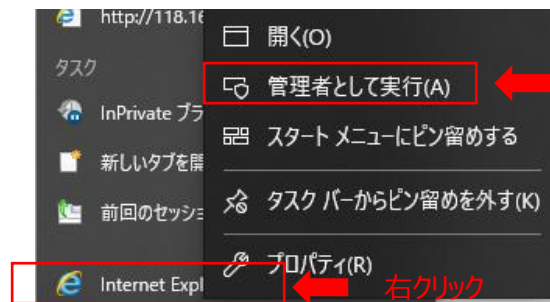 http://118.16
開く(O)
タスク
管理者として実行(A)
InPrivate ブラ
スタート メニューにピン留めする
新しいタブを開
前回のセッショ
タスク バーからピン留めを外す(K)
プロパティ(R)
Internet Expl
右クリック